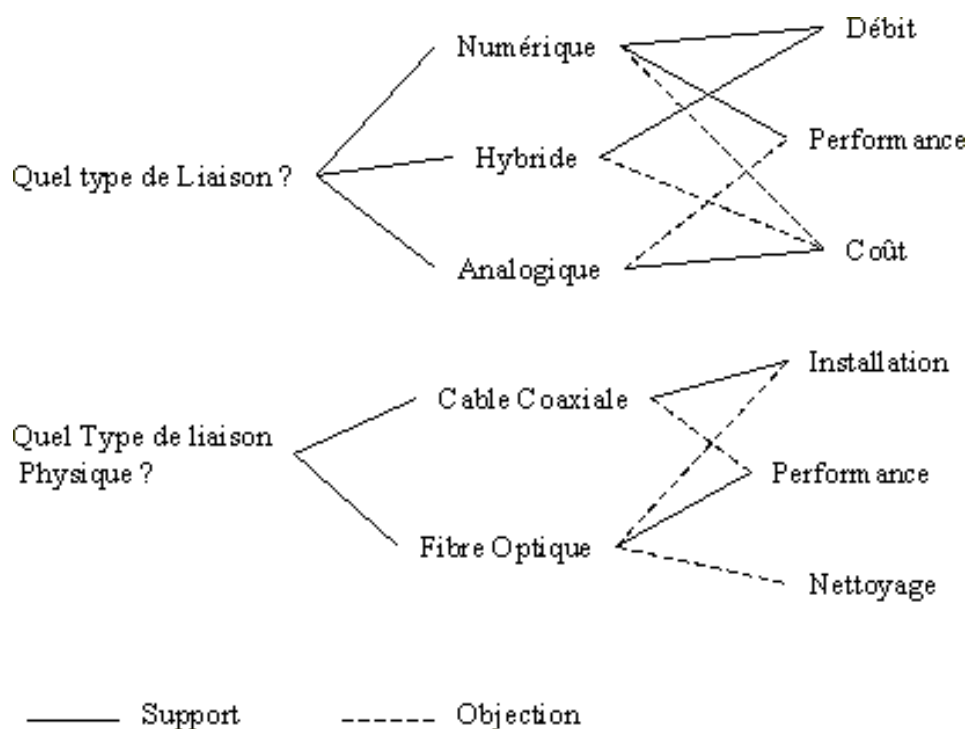 Numérique
Débit
Quel type de Liaison ?
Hybride
Performance
Analogique
Coût
Quel Type de liaison
Physique ?
Cable Coaxiale
Installation
Performance
Fibre Optique
Nettoyage
Support
Objection